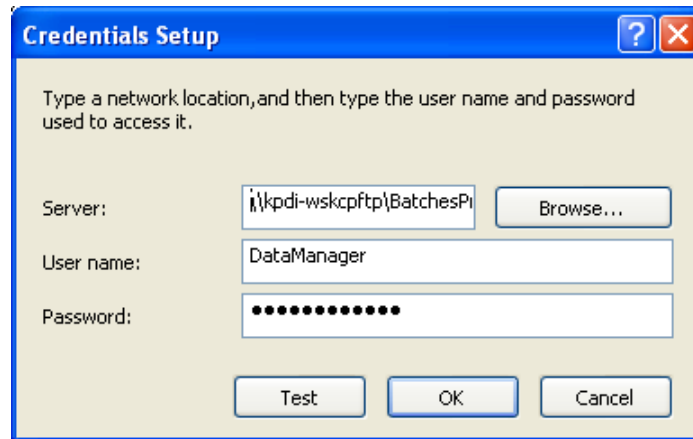 Credentials Setup
Type a network location,and then type the user name and password
used to access it.
Server:
\\kpdi-wskcpftp\BatchesPr
Browse...
User name:
DataManager
Password:
●●●●●●●●●●●●
Test
OK
Cancel